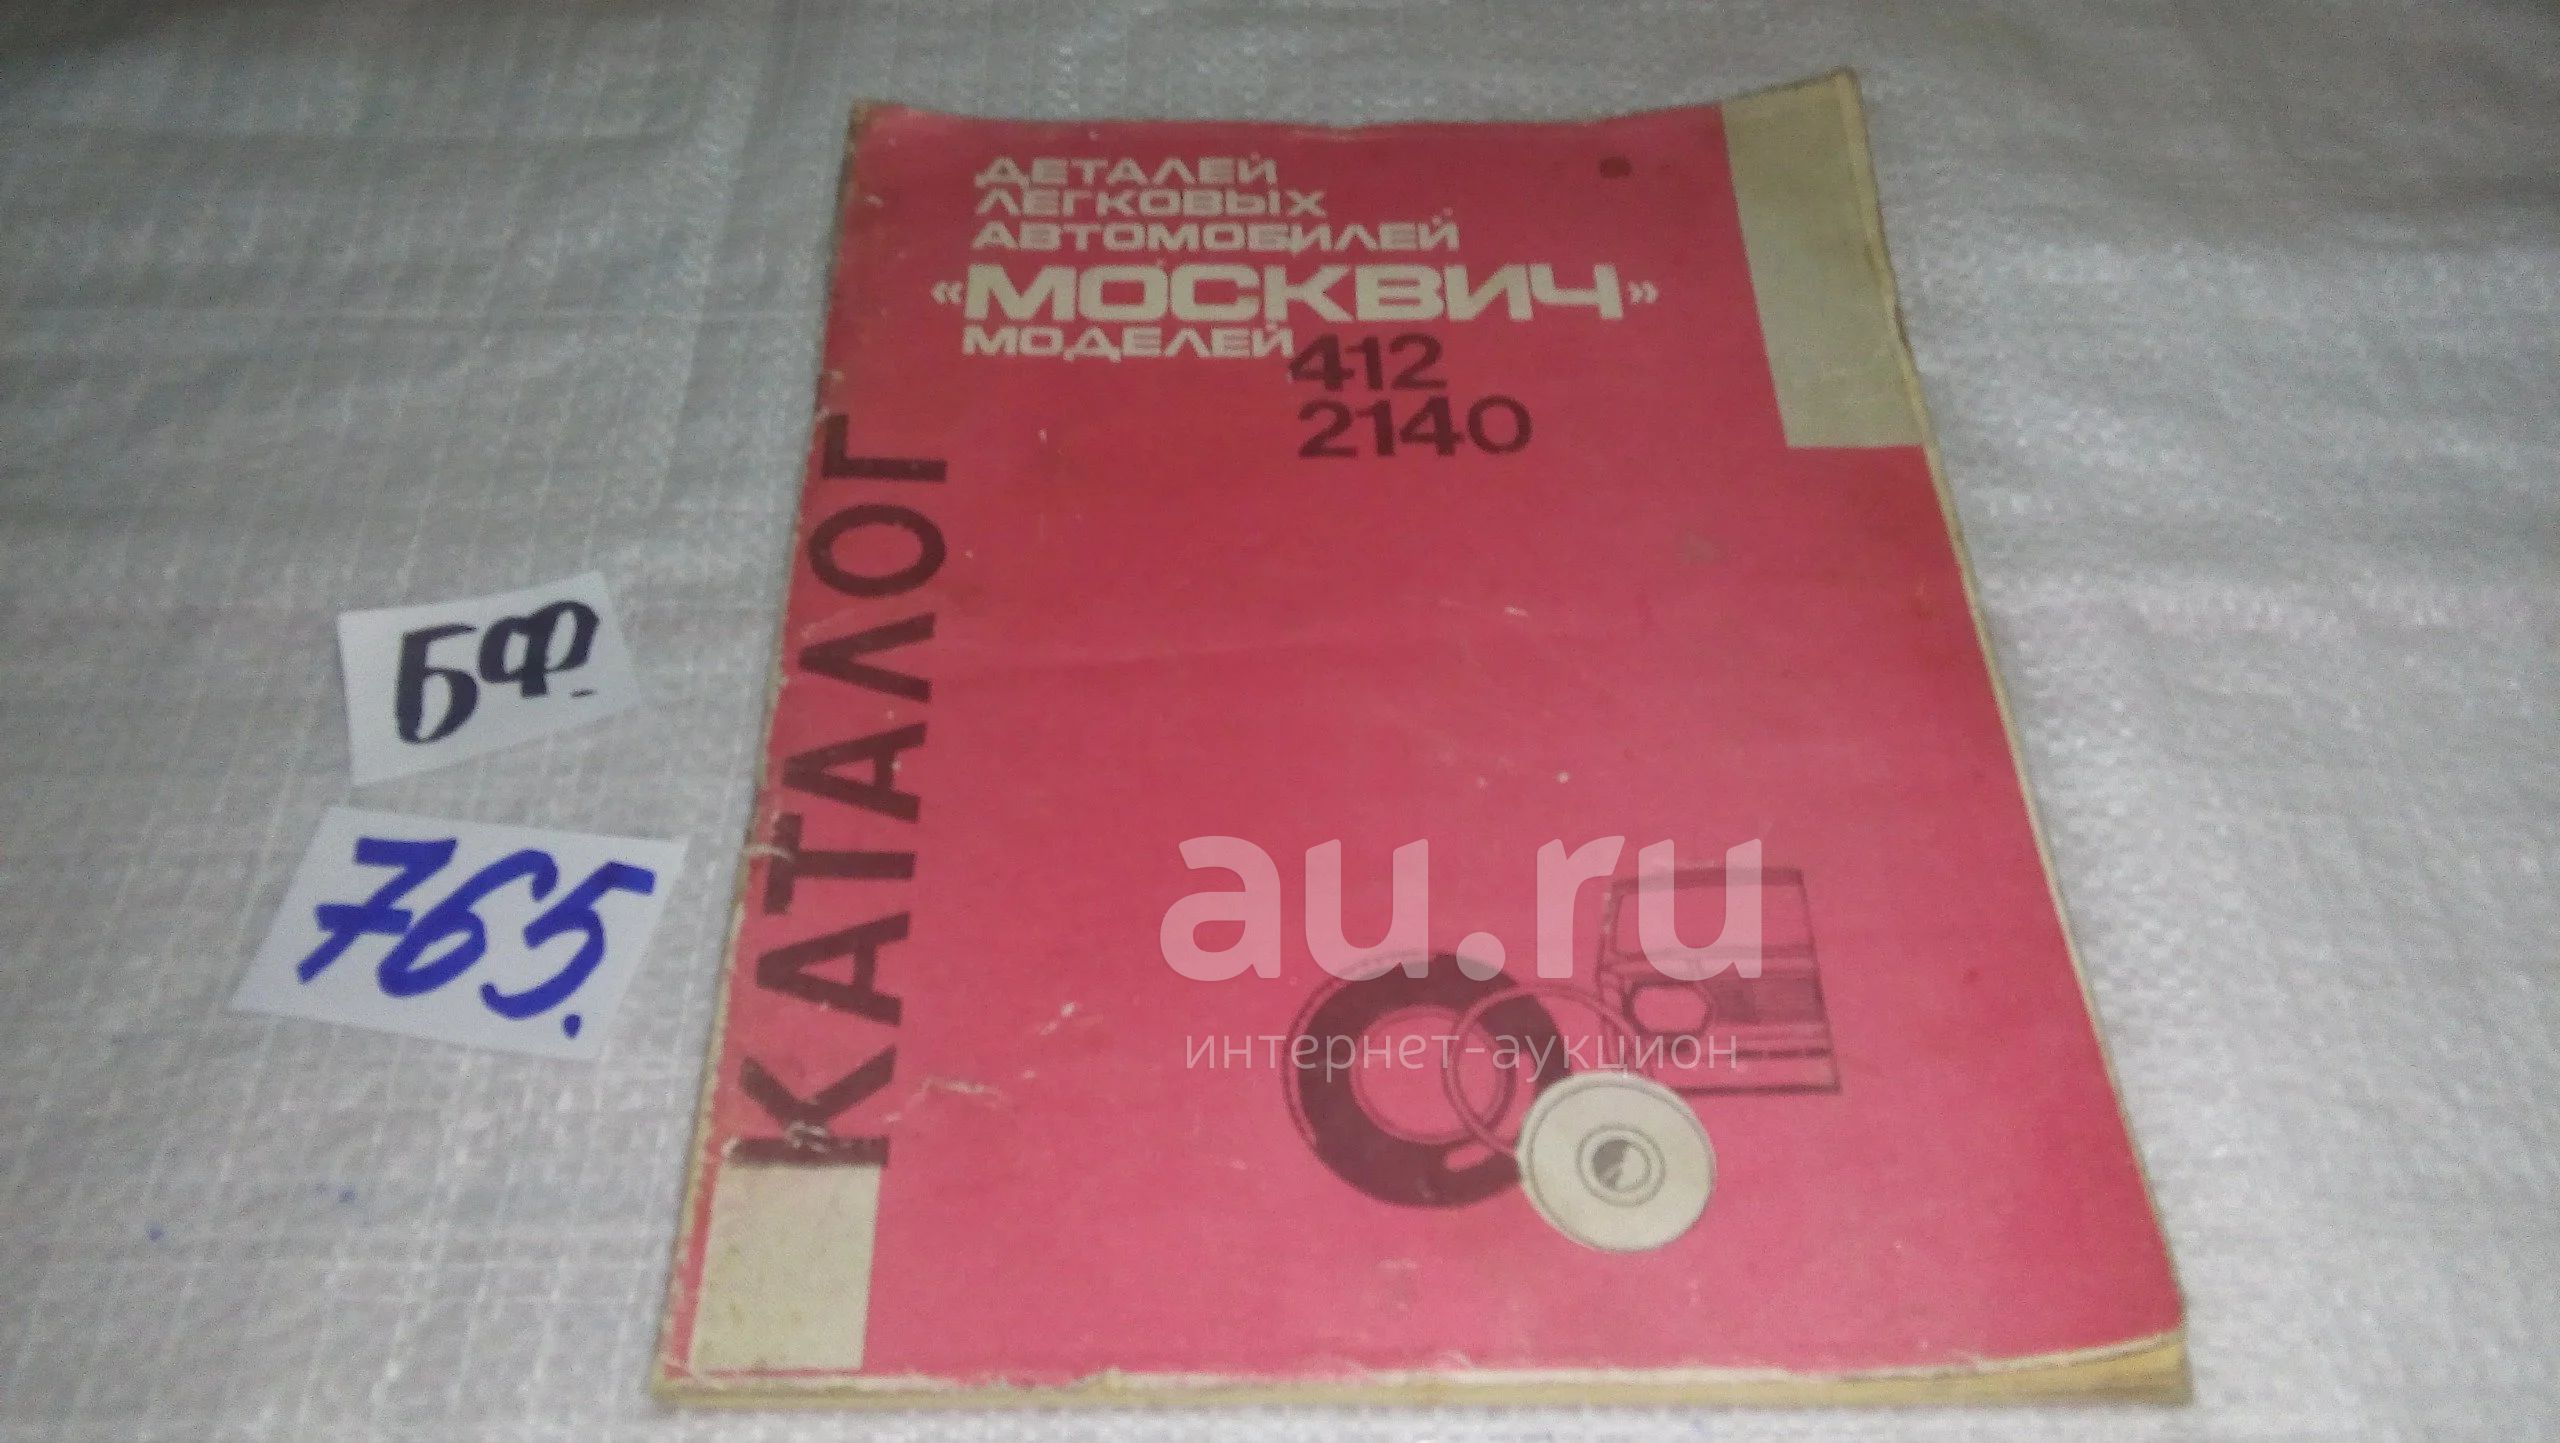 ДЕТАЛЕЙ
ЛЕГКОВЫХ
АВТОМОБИЛЕЙ
«МОСКВИЧ»
МОДЕЛЕЙ 412
2140
КАТАЛОГ
БФ
765.
au.ru
интернет-аукцион